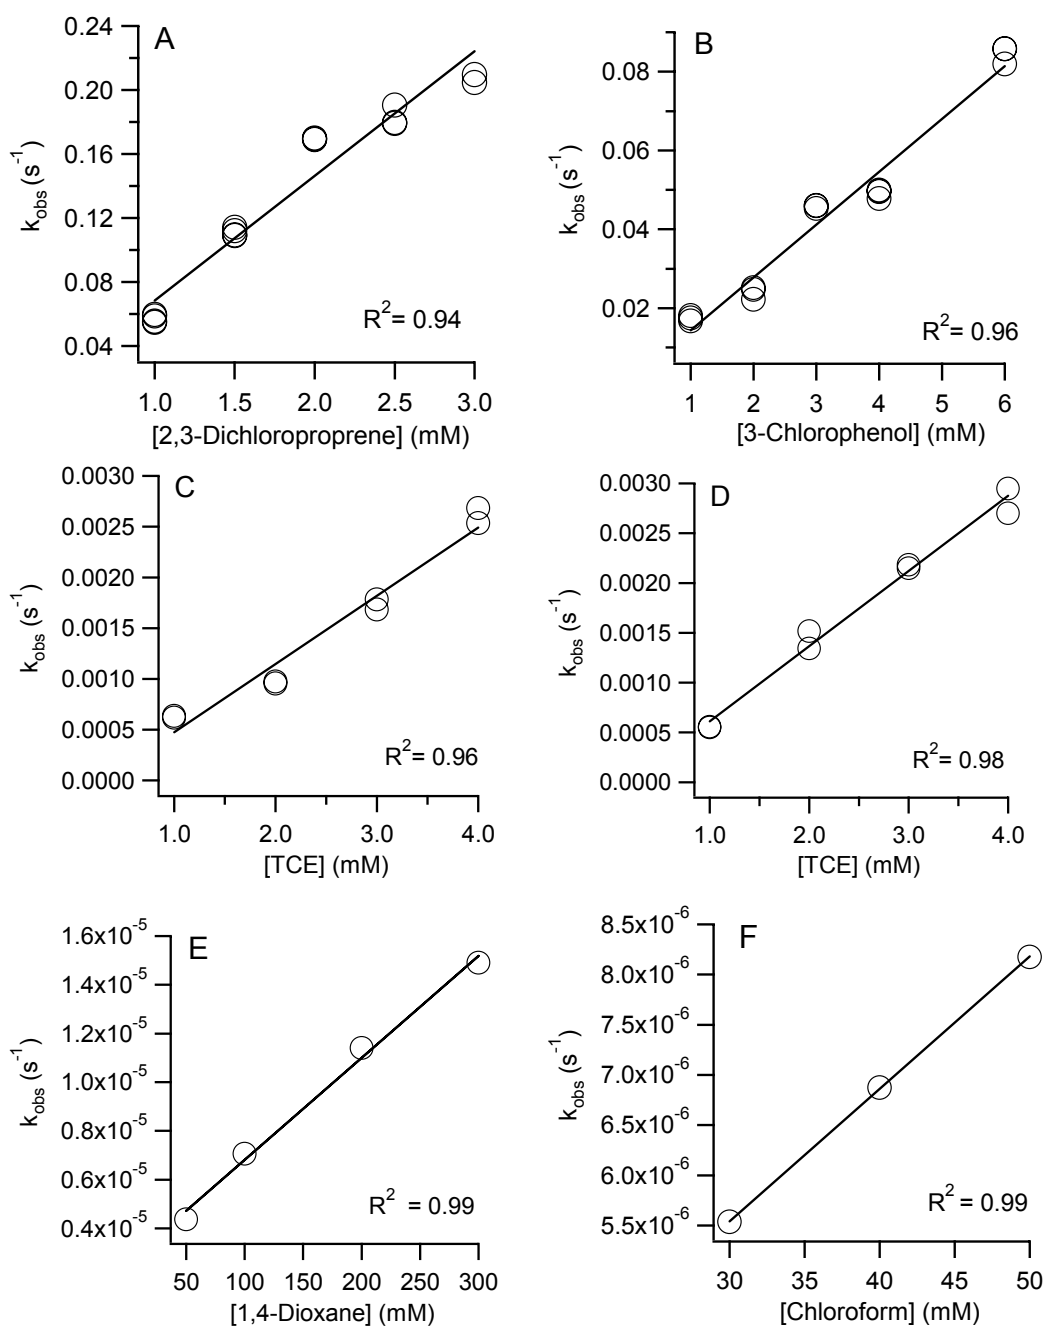 A
0.24
0.20
0.16
0.12
0.08
0.04
k_obs (s^-1)
R^2 = 0.94
1.0 1.5 2.0 2.5 3.0
[2,3-Dichloroproprene] (mM)
B
0.08
0.06
0.04
0.02
k_obs (s^-1)
R^2 = 0.96
1 2 3 4 5 6
[3-Chlorophenol] (mM)
C
0.0030
0.0025
0.0020
0.0015
0.0010
0.0005
0.0000
k_obs (s^-1)
R^2 = 0.96
1.0 2.0 3.0 4.0
[TCE] (mM)
D
0.0030
0.0025
0.0020
0.0015
0.0010
0.0005
0.0000
k_obs (s^-1)
R^2 = 0.98
1.0 2.0 3.0 4.0
[TCE] (mM)
E
1.6x10^-5
1.4x10^-5
1.2x10^-5
1.0x10^-5
0.8x10^-5
0.6x10^-5
0.4x10^-5
k_obs (s^-1)
R^2 = 0.99
50 100 150 200 250 300
[1,4-Dioxane] (mM)
F
8.5x10^-6
8.0x10^-6
7.5x10^-6
7.0x10^-6
6.5x10^-6
6.0x10^-6
5.5x10^-6
k_obs (s^-1)
R^2 = 0.99
30 35 40 45 50
[Chloroform] (mM)